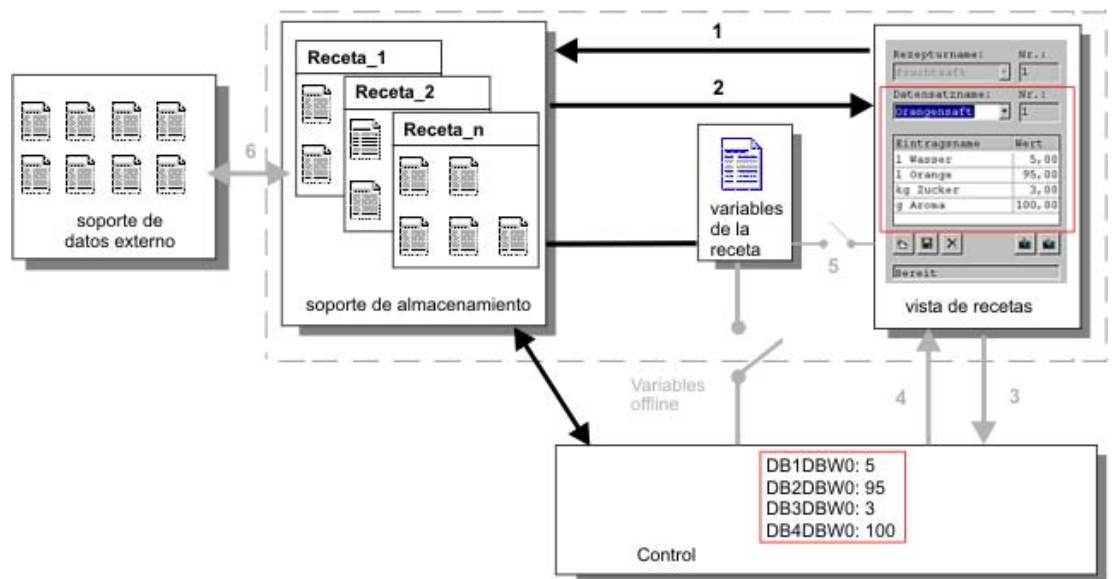 1
Receta_1
Receta_2
Receta_n
2
6
soporte de
datos externo
soporte de almacenamiento
variables
de la
receta
5
Rezepturname: Nr.:
Fruchtsaft 1
Datensatzname: Nr.:
Orangensaft 1
Eintragsname Wert
l Wasser 5,00
l Orange 95,00
kg Zucker 3,00
g Aroma 100,00
Bereit
vista de recetas
Variables
offline
4
3
DB1DBW0: 5
DB2DBW0: 95
DB3DBW0: 3
DB4DBW0: 100
Control